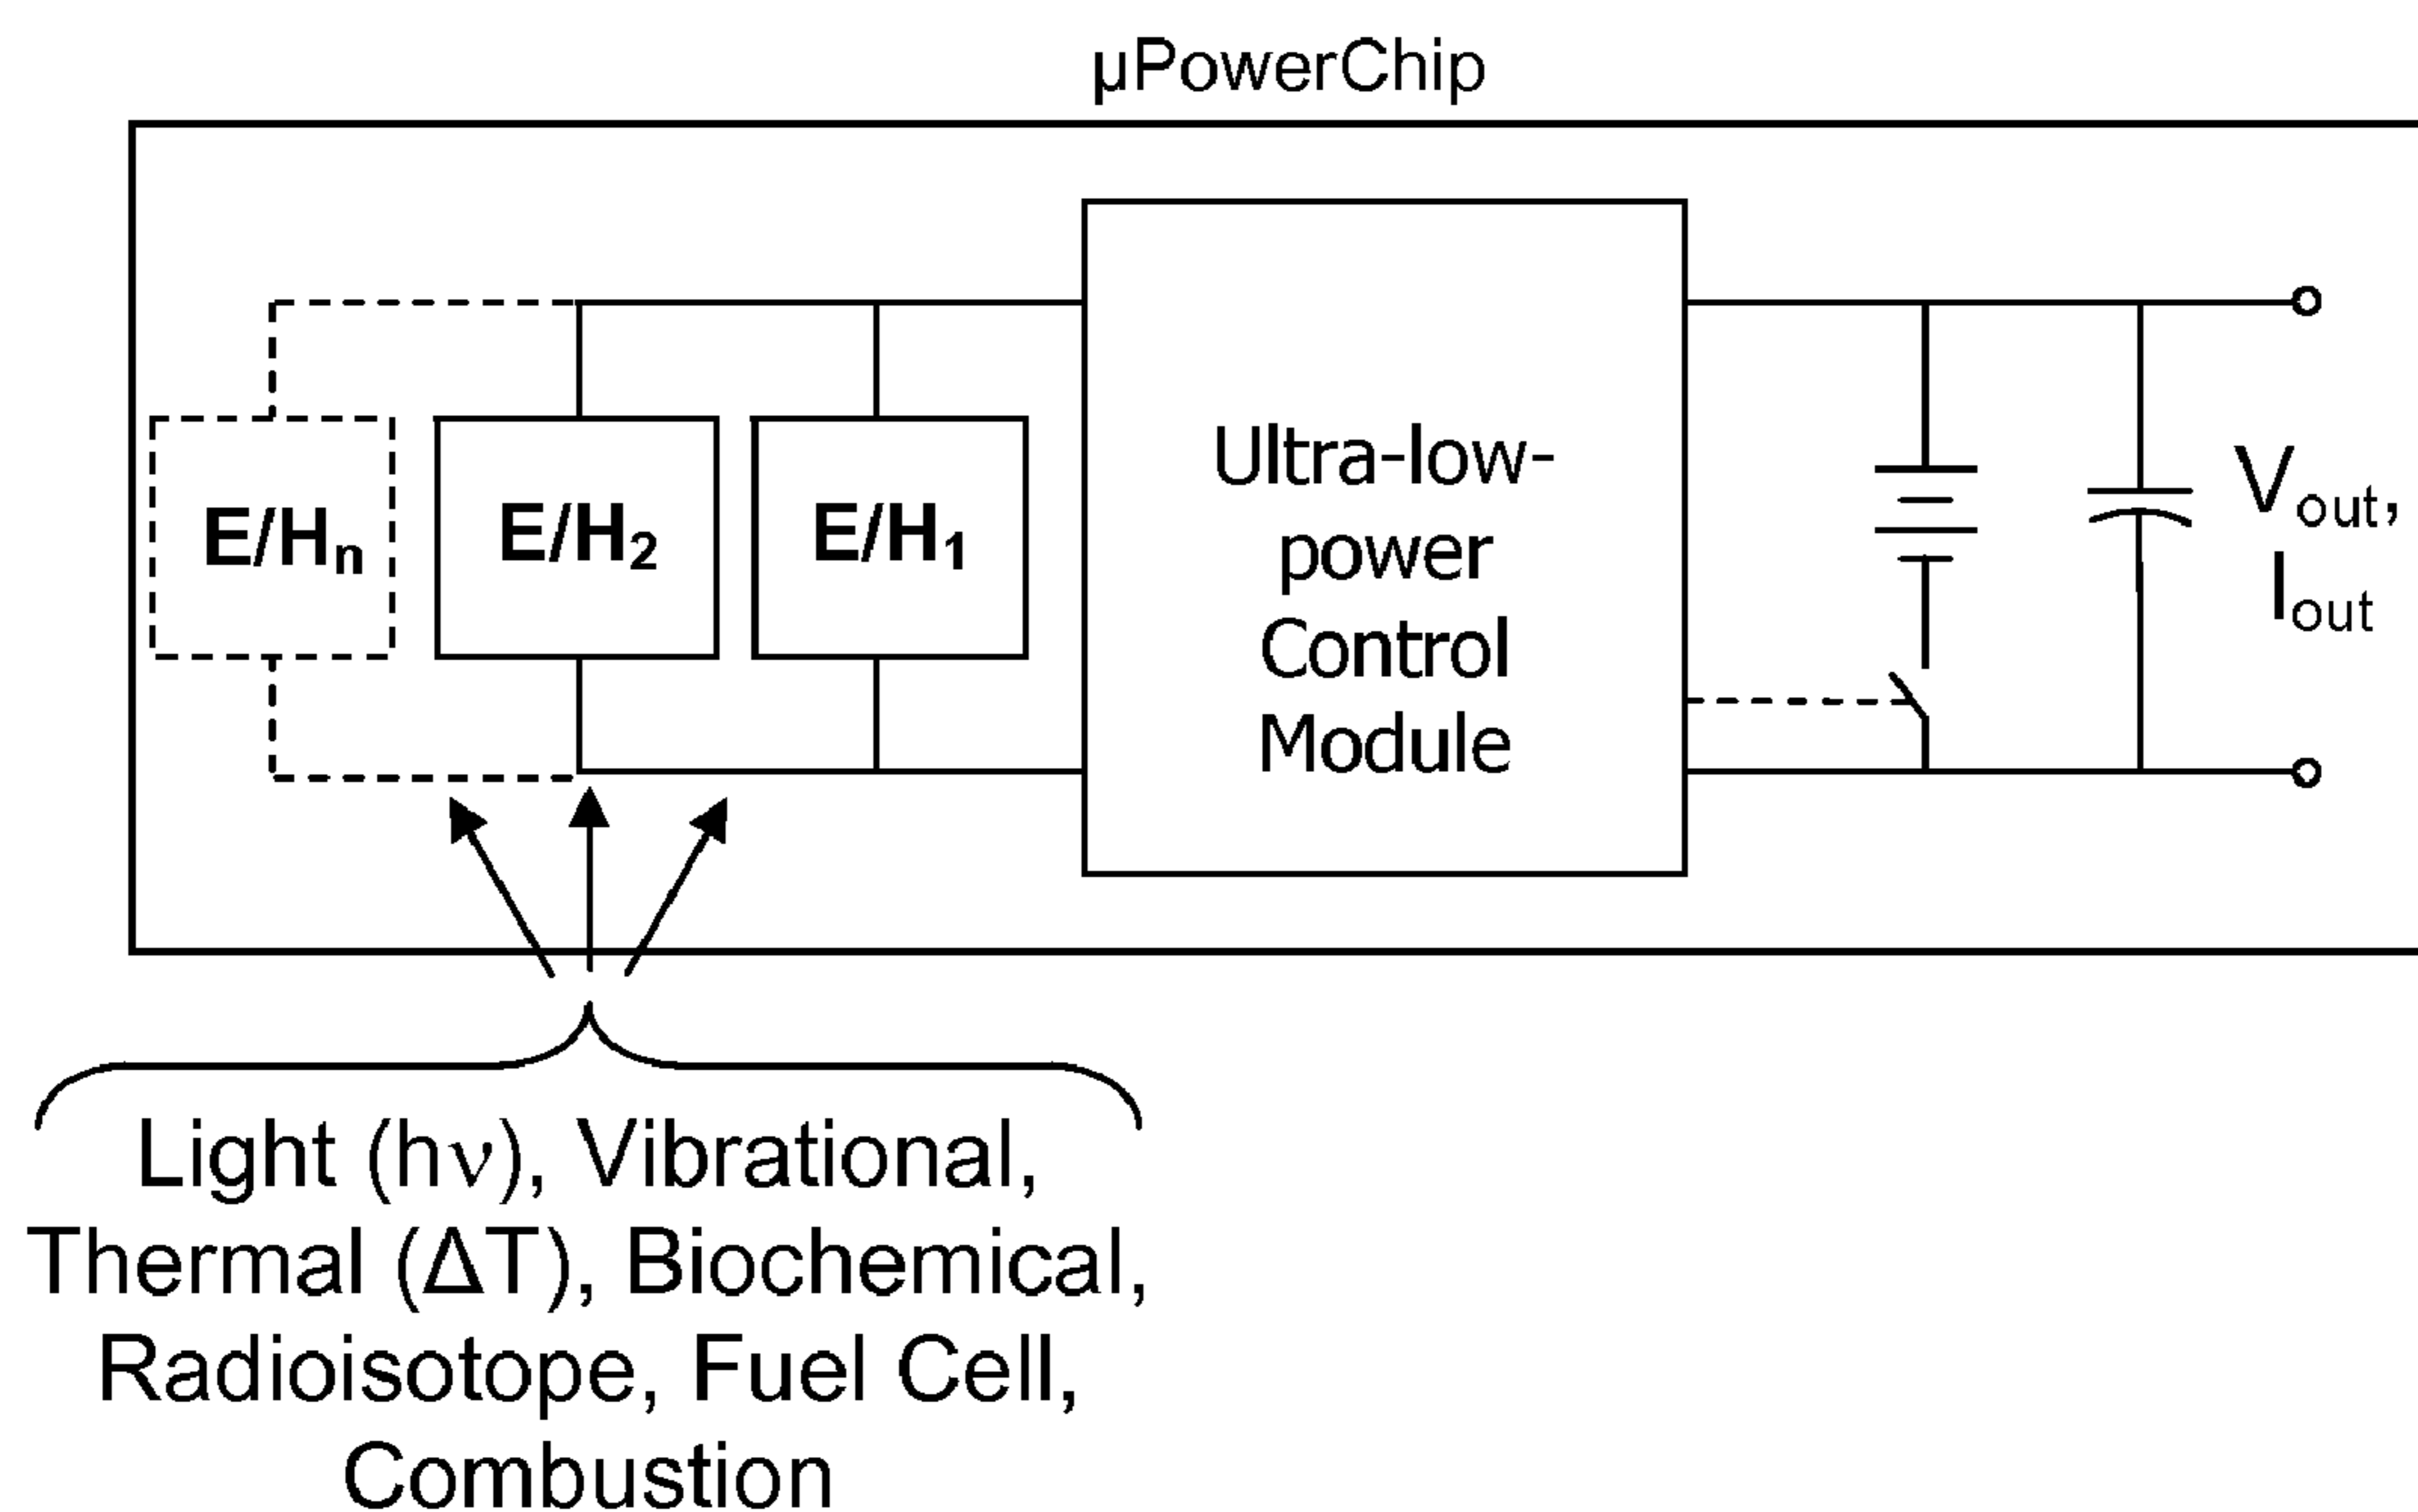 μPowerChip
E/Hn
E/H2
E/H1
Ultra-low-
power
Control
Module
Vout,
Iout
Light (hν), Vibrational,
Thermal (ΔT), Biochemical,
Radioisotope, Fuel Cell,
Combustion